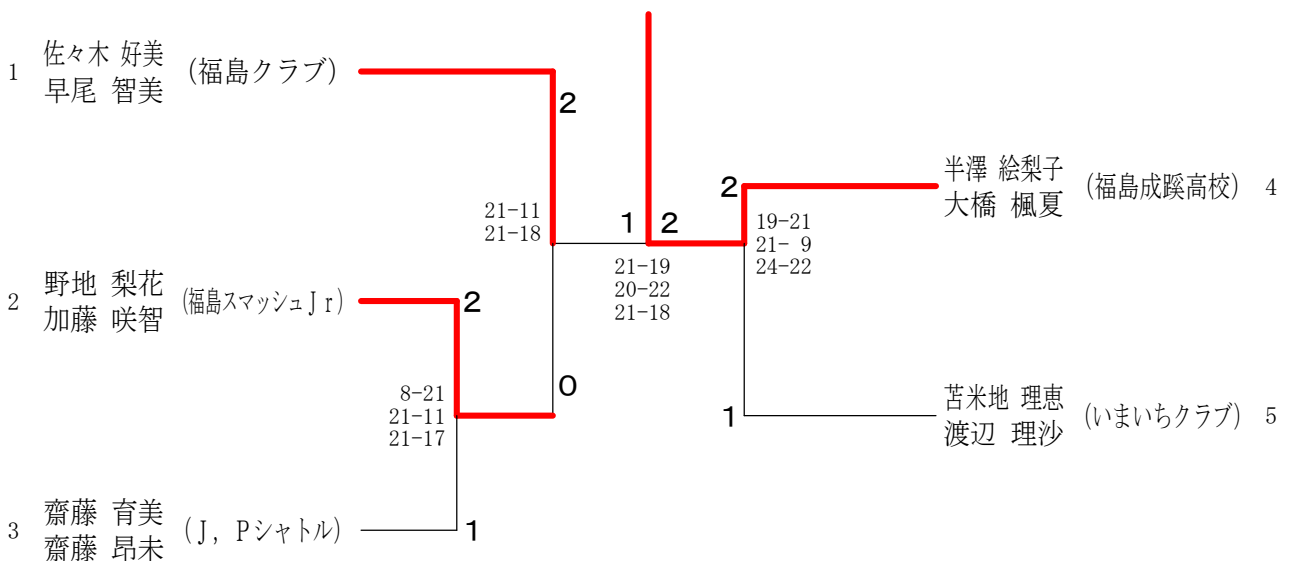 1 佐々木 好美
早尾 智美
(福島クラブ)
2
半澤 絵梨子
大橋 楓夏
(福島成蹊高校) 4
2
19-21
21- 9
24-22
21-11
21-18
1 2
21-19
20-22
21-18
2 野地 梨花
加藤 咲智
(福島スマッシュJr)
2
8-21
21-11
21-17
0
苫米地 理恵
渡辺 理沙
(いまいちクラブ) 5
1
3 齋藤 育美
齋藤 昂未
(J, Pシャトル)
1